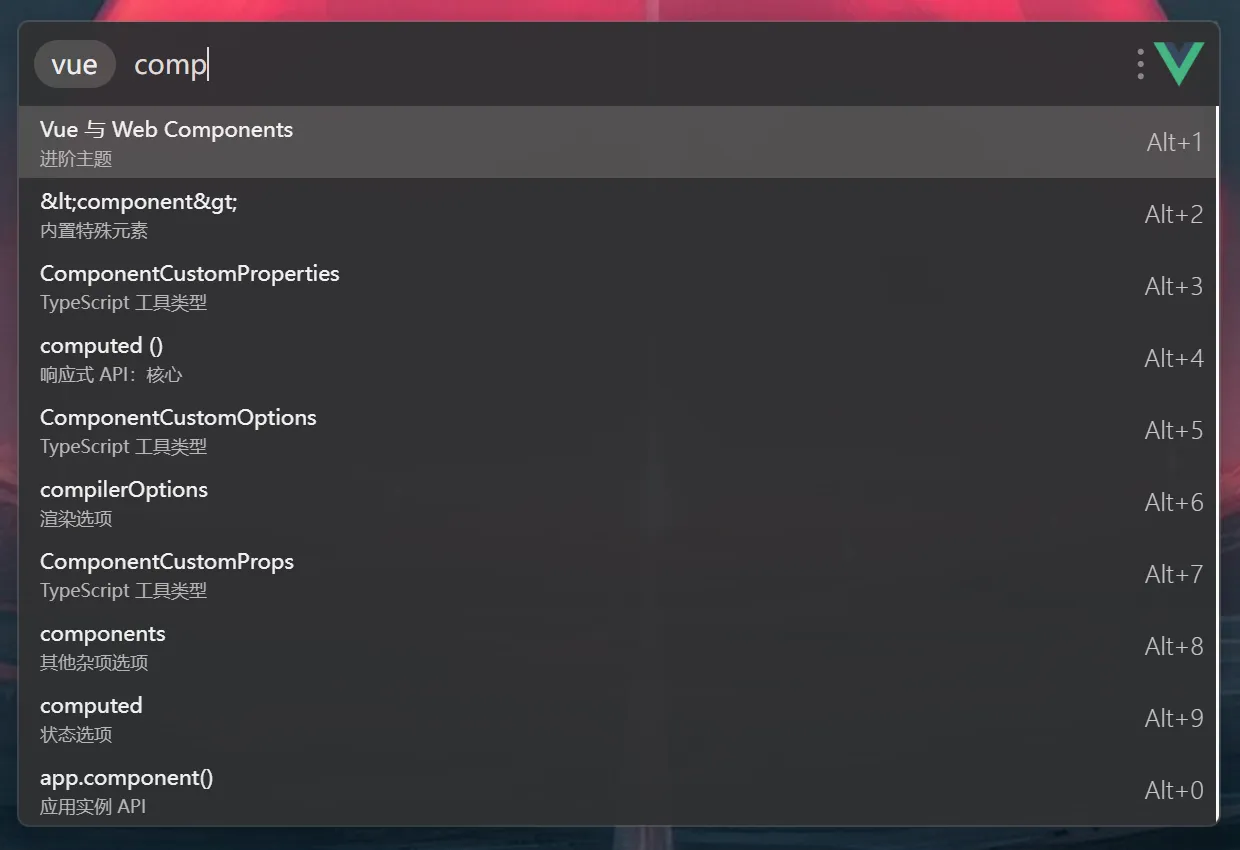 vue comp
Vue 与 Web Components
Alt+1
进阶主题
&lt;component&gt;
Alt+2
内置特殊元素
ComponentCustomProperties
Alt+3
TypeScript 工具类型
computed ()
Alt+4
响应式 API：核心
ComponentCustomOptions
Alt+5
TypeScript 工具类型
compilerOptions
Alt+6
渲染选项
ComponentCustomProps
Alt+7
TypeScript 工具类型
components
Alt+8
其他杂项选项
computed
Alt+9
状态选项
app.component()
Alt+0
应用实例 API